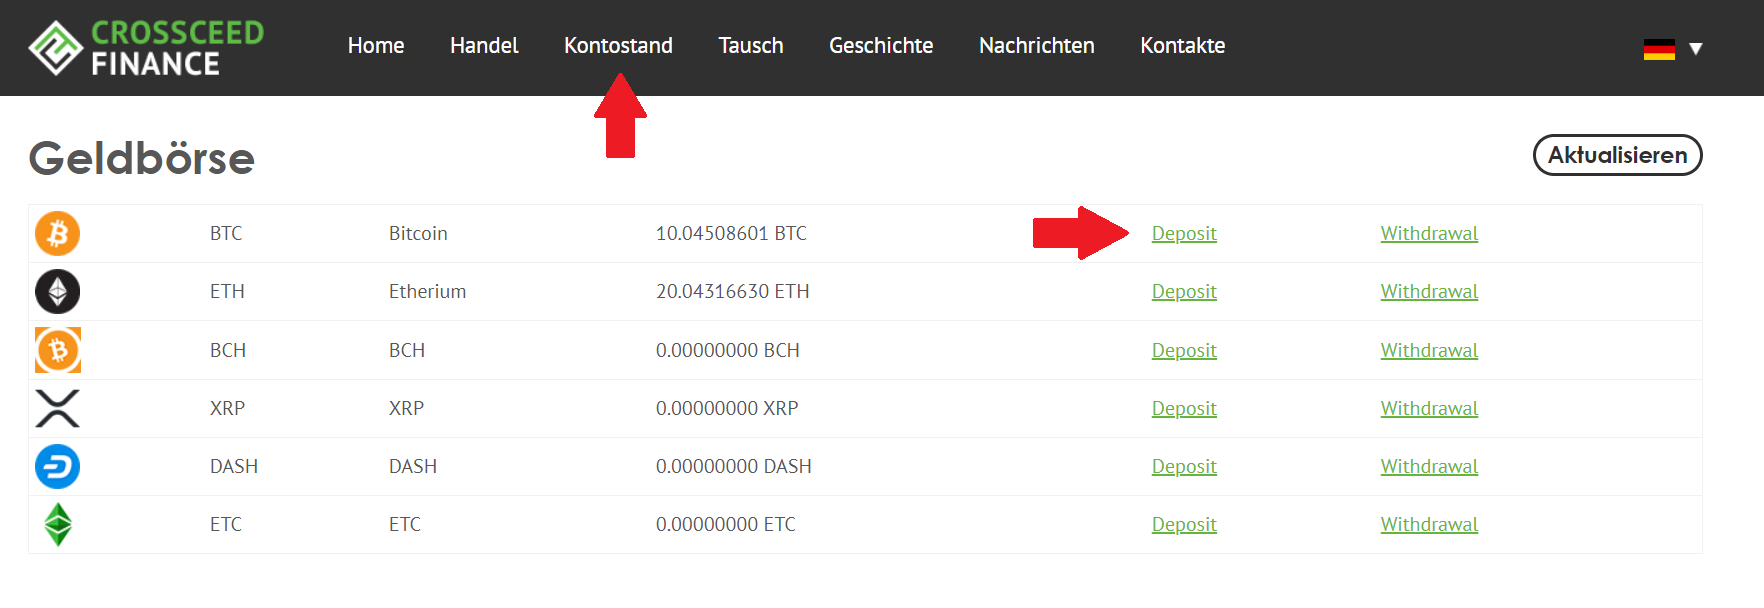 CROSSCEED
FINANCE
Home Handel Kontostand Tausch Geschichte Nachrichten Kontakte
Geldbörse
Aktualisieren
BTC Bitcoin 10.04508601 BTC Deposit Withdrawal
ETH Etherium 20.04316630 ETH Deposit Withdrawal
BCH BCH 0.00000000 BCH Deposit Withdrawal
XRP XRP 0.00000000 XRP Deposit Withdrawal
DASH DASH 0.00000000 DASH Deposit Withdrawal
ETC ETC 0.00000000 ETC Deposit Withdrawal